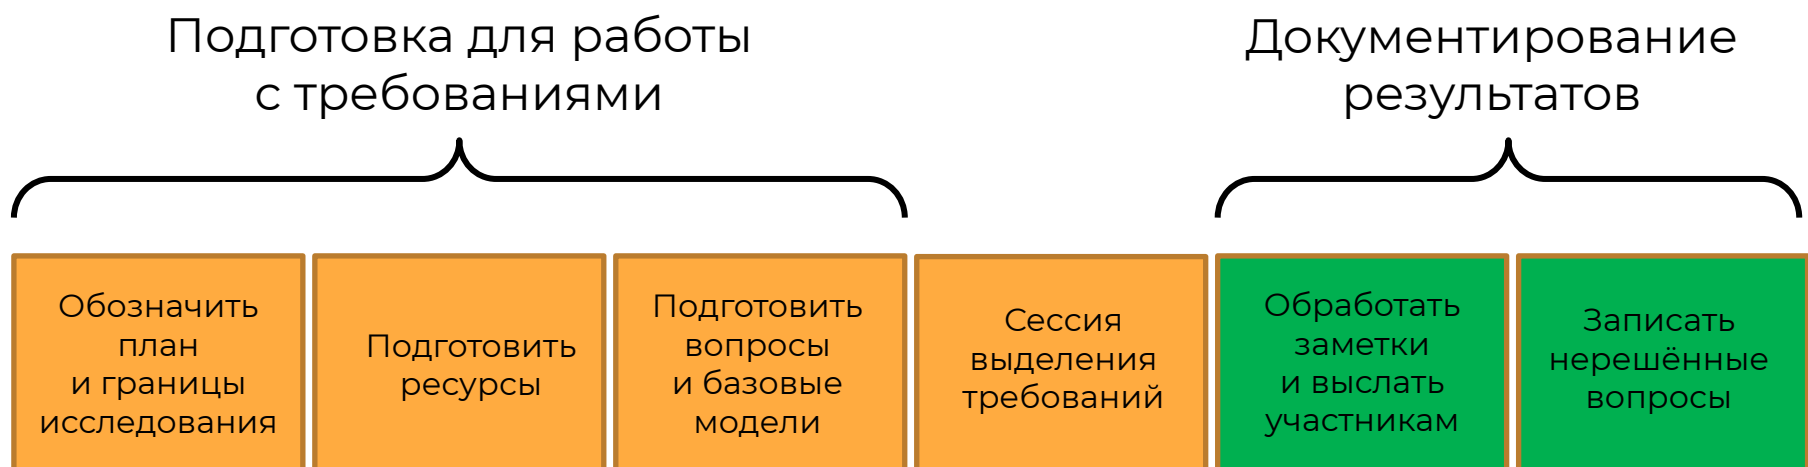 Подготовка для работы
с требованиями
Документирование
результатов
Обозначить
план
и границы
исследования
Подготовить
ресурсы
Подготовить
вопросы
и базовые
модели
Сессия
выделения
требований
Обработать
заметки
и выслать
участникам
Записать
нерешённые
вопросы